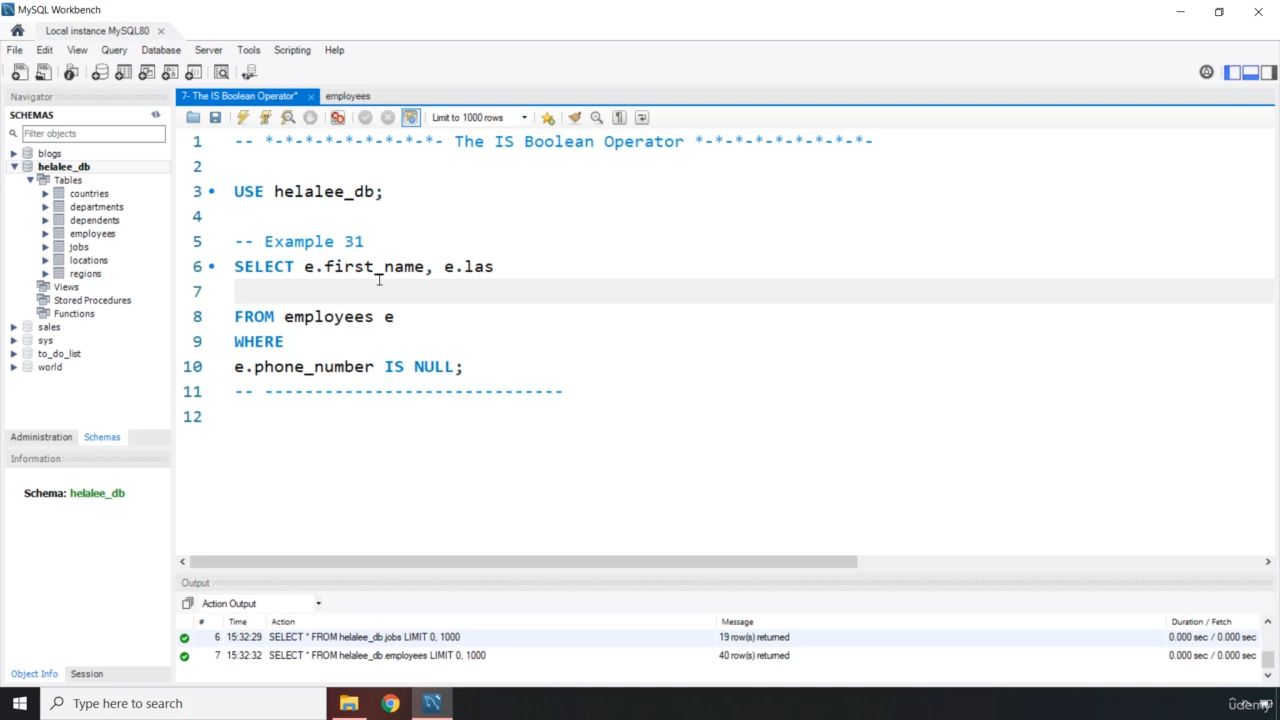 MySQL Workbench
Local instance MySQL80
File Edit View Query Database Server Tools Scripting Help
Navigator
SCHEMAS
Filter objects
blogs
helalee_db
Tables
countries
departments
dependents
employees
jobs
locations
regions
Views
Stored Procedures
Functions
sales
sys
to_do_list
world
Administration Schemas
Information
Schema: helalee_db
Object Info Session
7- The IS Boolean Operator* employees
Limit to 1000 rows
1 -- *-*-*-*-*-*-*-*-*- The IS Boolean Operator *-*-*-*-*-*-*-*-*-
2
3 USE helalee_db;
4
5 -- Example 31
6 SELECT e.first_name, e.las
7
8 FROM employees e
9 WHERE
10 e.phone_number IS NULL;
11 -- ------------------------------
12
Output
Action Output
# Time Action Message Duration / Fetch
6 15:32:29 SELECT * FROM helalee_db.jobs LIMIT 0, 1000 19 row(s) returned 0.000 sec / 0.000 sec
7 15:32:32 SELECT * FROM helalee_db.employees LIMIT 0, 1000 40 row(s) returned 0.000 sec / 0.000 sec
Type here to search
udemy